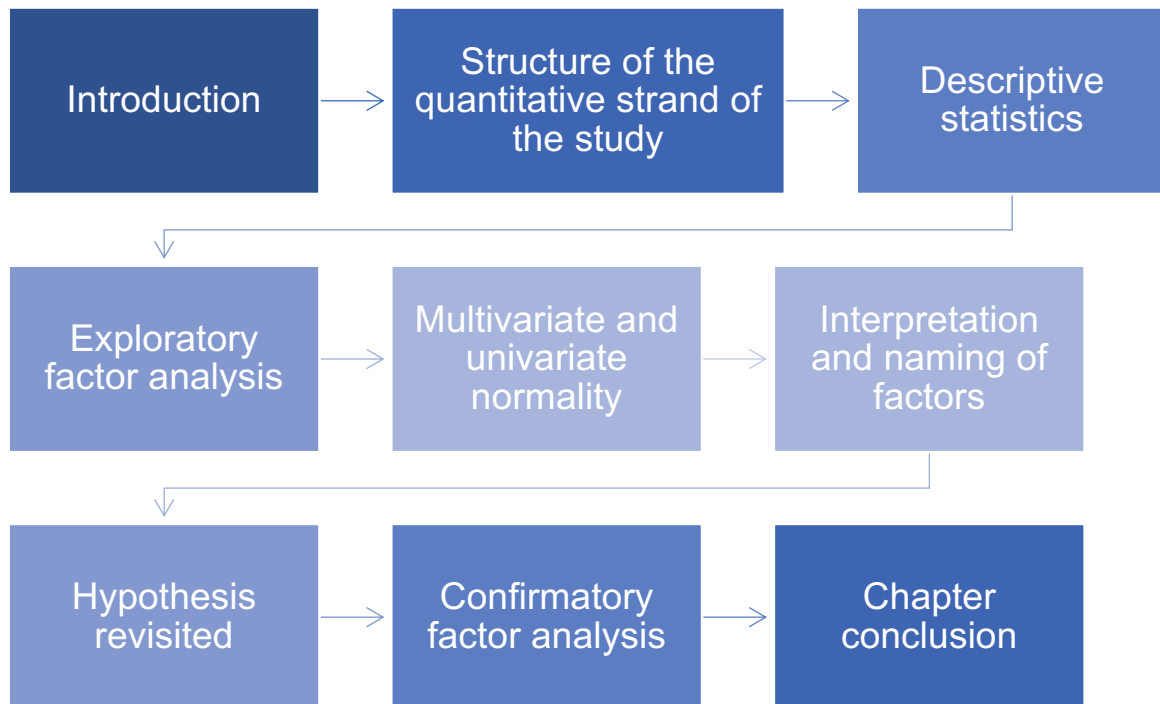 Introduction
Structure of the
quantitative strand of
the study
Descriptive
statistics
Exploratory
factor analysis
Multivariate and
univariate
normality
Interpretation
and naming of
factors
Hypothesis
revisited
Confirmatory
factor analysis
Chapter
conclusion